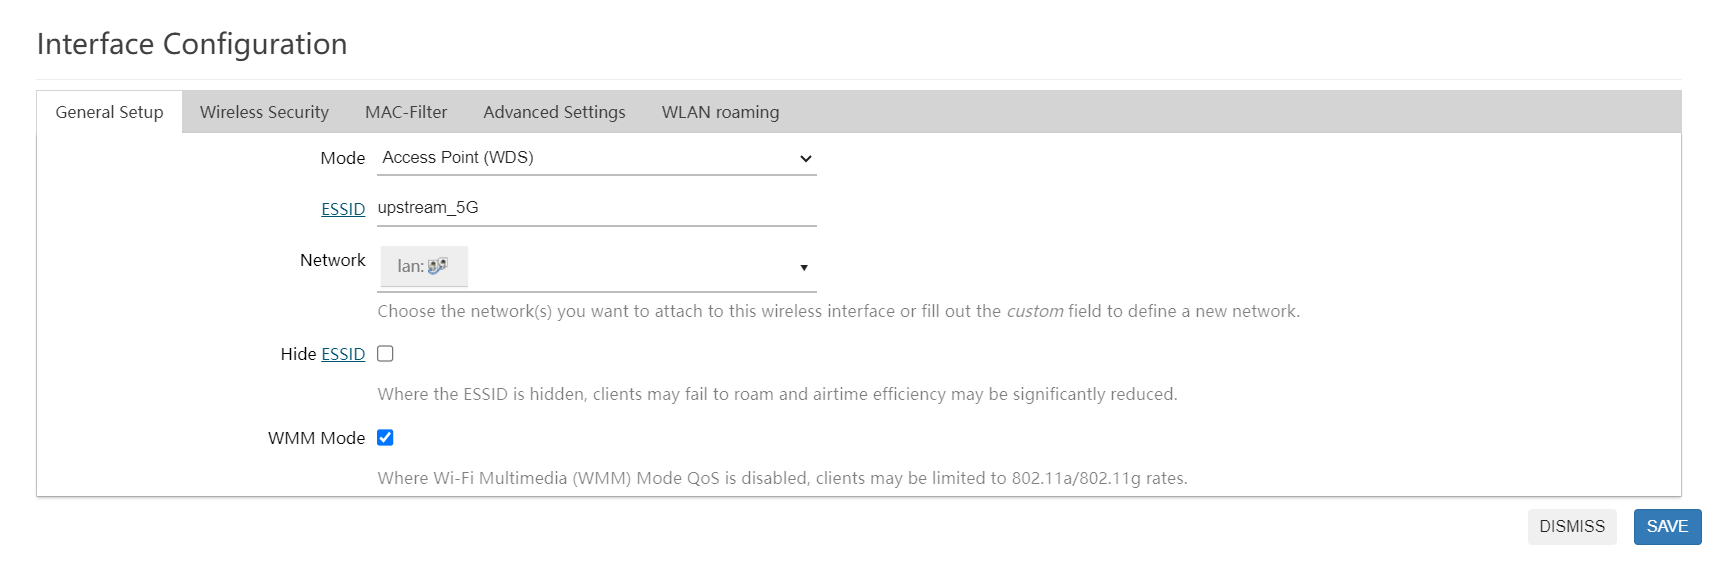 Interface Configuration
General Setup Wireless Security MAC-Filter Advanced Settings WLAN roaming
Mode Access Point (WDS)
ESSID upstream_5G
Network lan:
Choose the network(s) you want to attach to this wireless interface or fill out the custom field to define a new network.
Hide ESSID
Where the ESSID is hidden, clients may fail to roam and airtime efficiency may be significantly reduced.
WMM Mode
Where Wi-Fi Multimedia (WMM) Mode QoS is disabled, clients may be limited to 802.11a/802.11g rates.
DISMISS SAVE